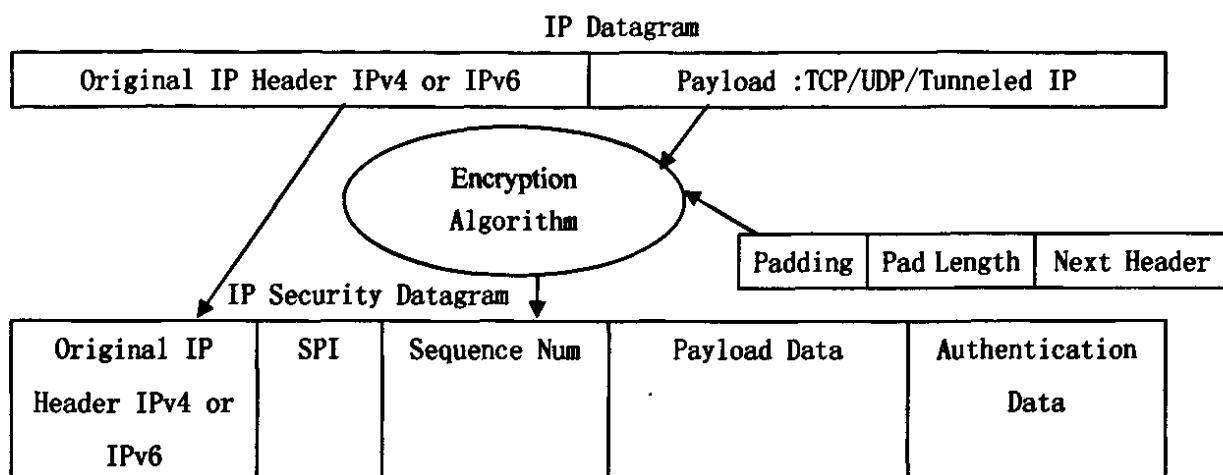 IP Datagram
Original IP Header IPv4 or IPv6
Payload :TCP/UDP/Tunneled IP
Encryption
Algorithm
Padding
Pad Length
Next Header
IP Security Datagram
Original IP
Header IPv4 or
IPv6
SPI
Sequence Num
Payload Data
Authentication
Data